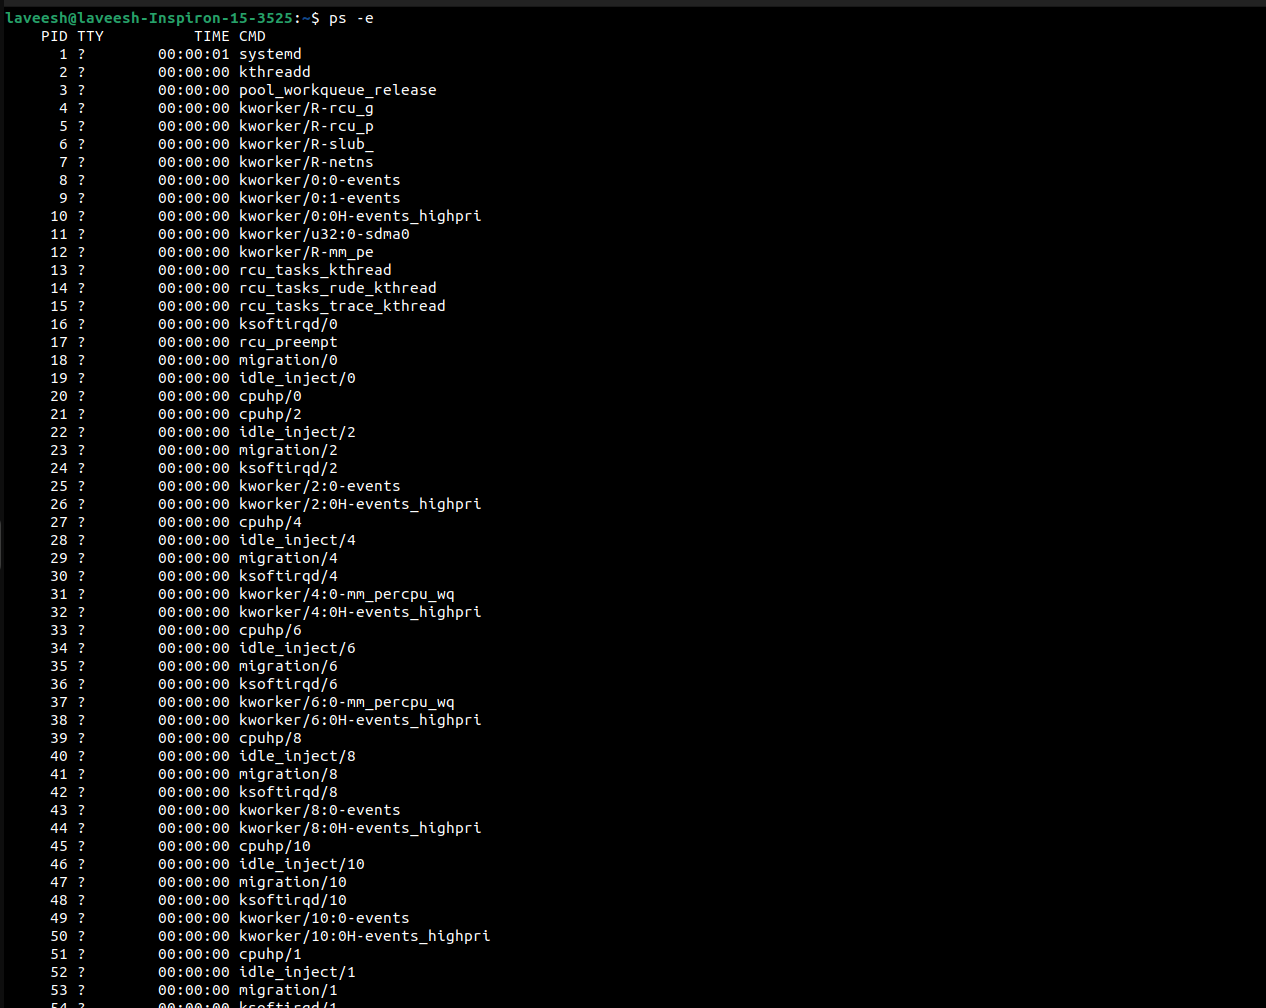 laveesh@laveesh-Inspiron-15-3525:~$ ps -e
    PID TTY          TIME CMD
      1 ?        00:00:01 systemd
      2 ?        00:00:00 kthreadd
      3 ?        00:00:00 pool_workqueue_release
      4 ?        00:00:00 kworker/R-rcu_g
      5 ?        00:00:00 kworker/R-rcu_p
      6 ?        00:00:00 kworker/R-slub_
      7 ?        00:00:00 kworker/R-netns
      8 ?        00:00:00 kworker/0:0-events
      9 ?        00:00:00 kworker/0:1-events
     10 ?        00:00:00 kworker/0:0H-events_highpri
     11 ?        00:00:00 kworker/u32:0-sdma0
     12 ?        00:00:00 kworker/R-mm_pe
     13 ?        00:00:00 rcu_tasks_kthread
     14 ?        00:00:00 rcu_tasks_rude_kthread
     15 ?        00:00:00 rcu_tasks_trace_kthread
     16 ?        00:00:00 ksoftirqd/0
     17 ?        00:00:00 rcu_preempt
     18 ?        00:00:00 migration/0
     19 ?        00:00:00 idle_inject/0
     20 ?        00:00:00 cpuhp/0
     21 ?        00:00:00 cpuhp/2
     22 ?        00:00:00 idle_inject/2
     23 ?        00:00:00 migration/2
     24 ?        00:00:00 ksoftirqd/2
     25 ?        00:00:00 kworker/2:0-events
     26 ?        00:00:00 kworker/2:0H-events_highpri
     27 ?        00:00:00 cpuhp/4
     28 ?        00:00:00 idle_inject/4
     29 ?        00:00:00 migration/4
     30 ?        00:00:00 ksoftirqd/4
     31 ?        00:00:00 kworker/4:0-mm_percpu_wq
     32 ?        00:00:00 kworker/4:0H-events_highpri
     33 ?        00:00:00 cpuhp/6
     34 ?        00:00:00 idle_inject/6
     35 ?        00:00:00 migration/6
     36 ?        00:00:00 ksoftirqd/6
     37 ?        00:00:00 kworker/6:0-mm_percpu_wq
     38 ?        00:00:00 kworker/6:0H-events_highpri
     39 ?        00:00:00 cpuhp/8
     40 ?        00:00:00 idle_inject/8
     41 ?        00:00:00 migration/8
     42 ?        00:00:00 ksoftirqd/8
     43 ?        00:00:00 kworker/8:0-events
     44 ?        00:00:00 kworker/8:0H-events_highpri
     45 ?        00:00:00 cpuhp/10
     46 ?        00:00:00 idle_inject/10
     47 ?        00:00:00 migration/10
     48 ?        00:00:00 ksoftirqd/10
     49 ?        00:00:00 kworker/10:0-events
     50 ?        00:00:00 kworker/10:0H-events_highpri
     51 ?        00:00:00 cpuhp/1
     52 ?        00:00:00 idle_inject/1
     53 ?        00:00:00 migration/1
     54 ?        00:00:00 ksoftirqd/1